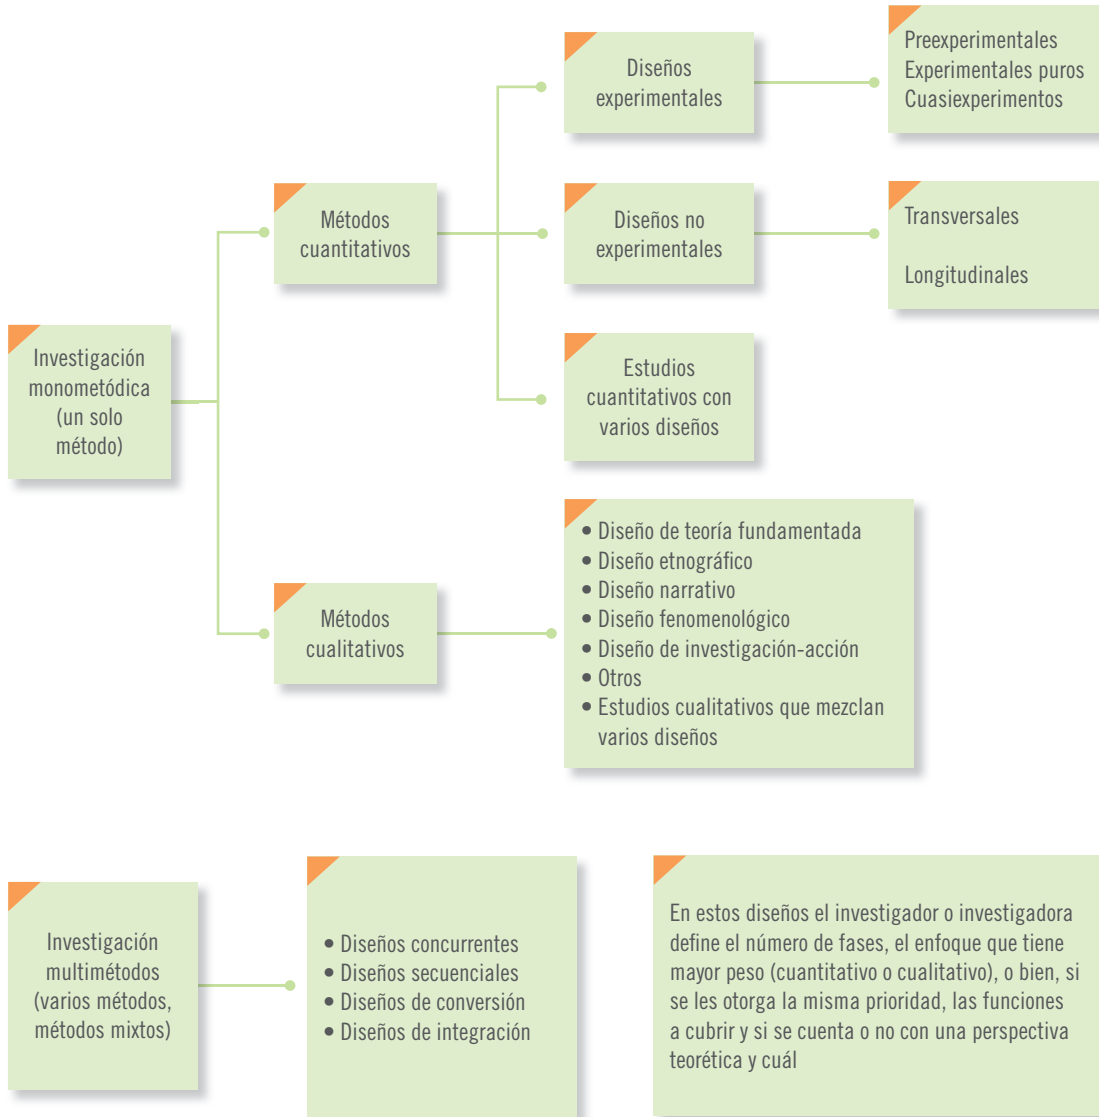 Diseños
experimentales
Preexperimentales
Experimentales puros
Cuasiexperimentos
Métodos
cuantitativos
Diseños no
experimentales
Transversales
Longitudinales
Investigación
monometódica
(un solo
método)
Estudios
cuantitativos con
varios diseños
Métodos
cualitativos
• Diseño de teoría fundamentada
• Diseño etnográfico
• Diseño narrativo
• Diseño fenomenológico
• Diseño de investigación-acción
• Otros
• Estudios cualitativos que mezclan
varios diseños
Investigación
multimétodos
(varios métodos,
métodos mixtos)
• Diseños concurrentes
• Diseños secuenciales
• Diseños de conversión
• Diseños de integración
En estos diseños el investigador o investigadora
define el número de fases, el enfoque que tiene
mayor peso (cuantitativo o cualitativo), o bien, si
se les otorga la misma prioridad, las funciones
a cubrir y si se cuenta o no con una perspectiva
teorética y cuál